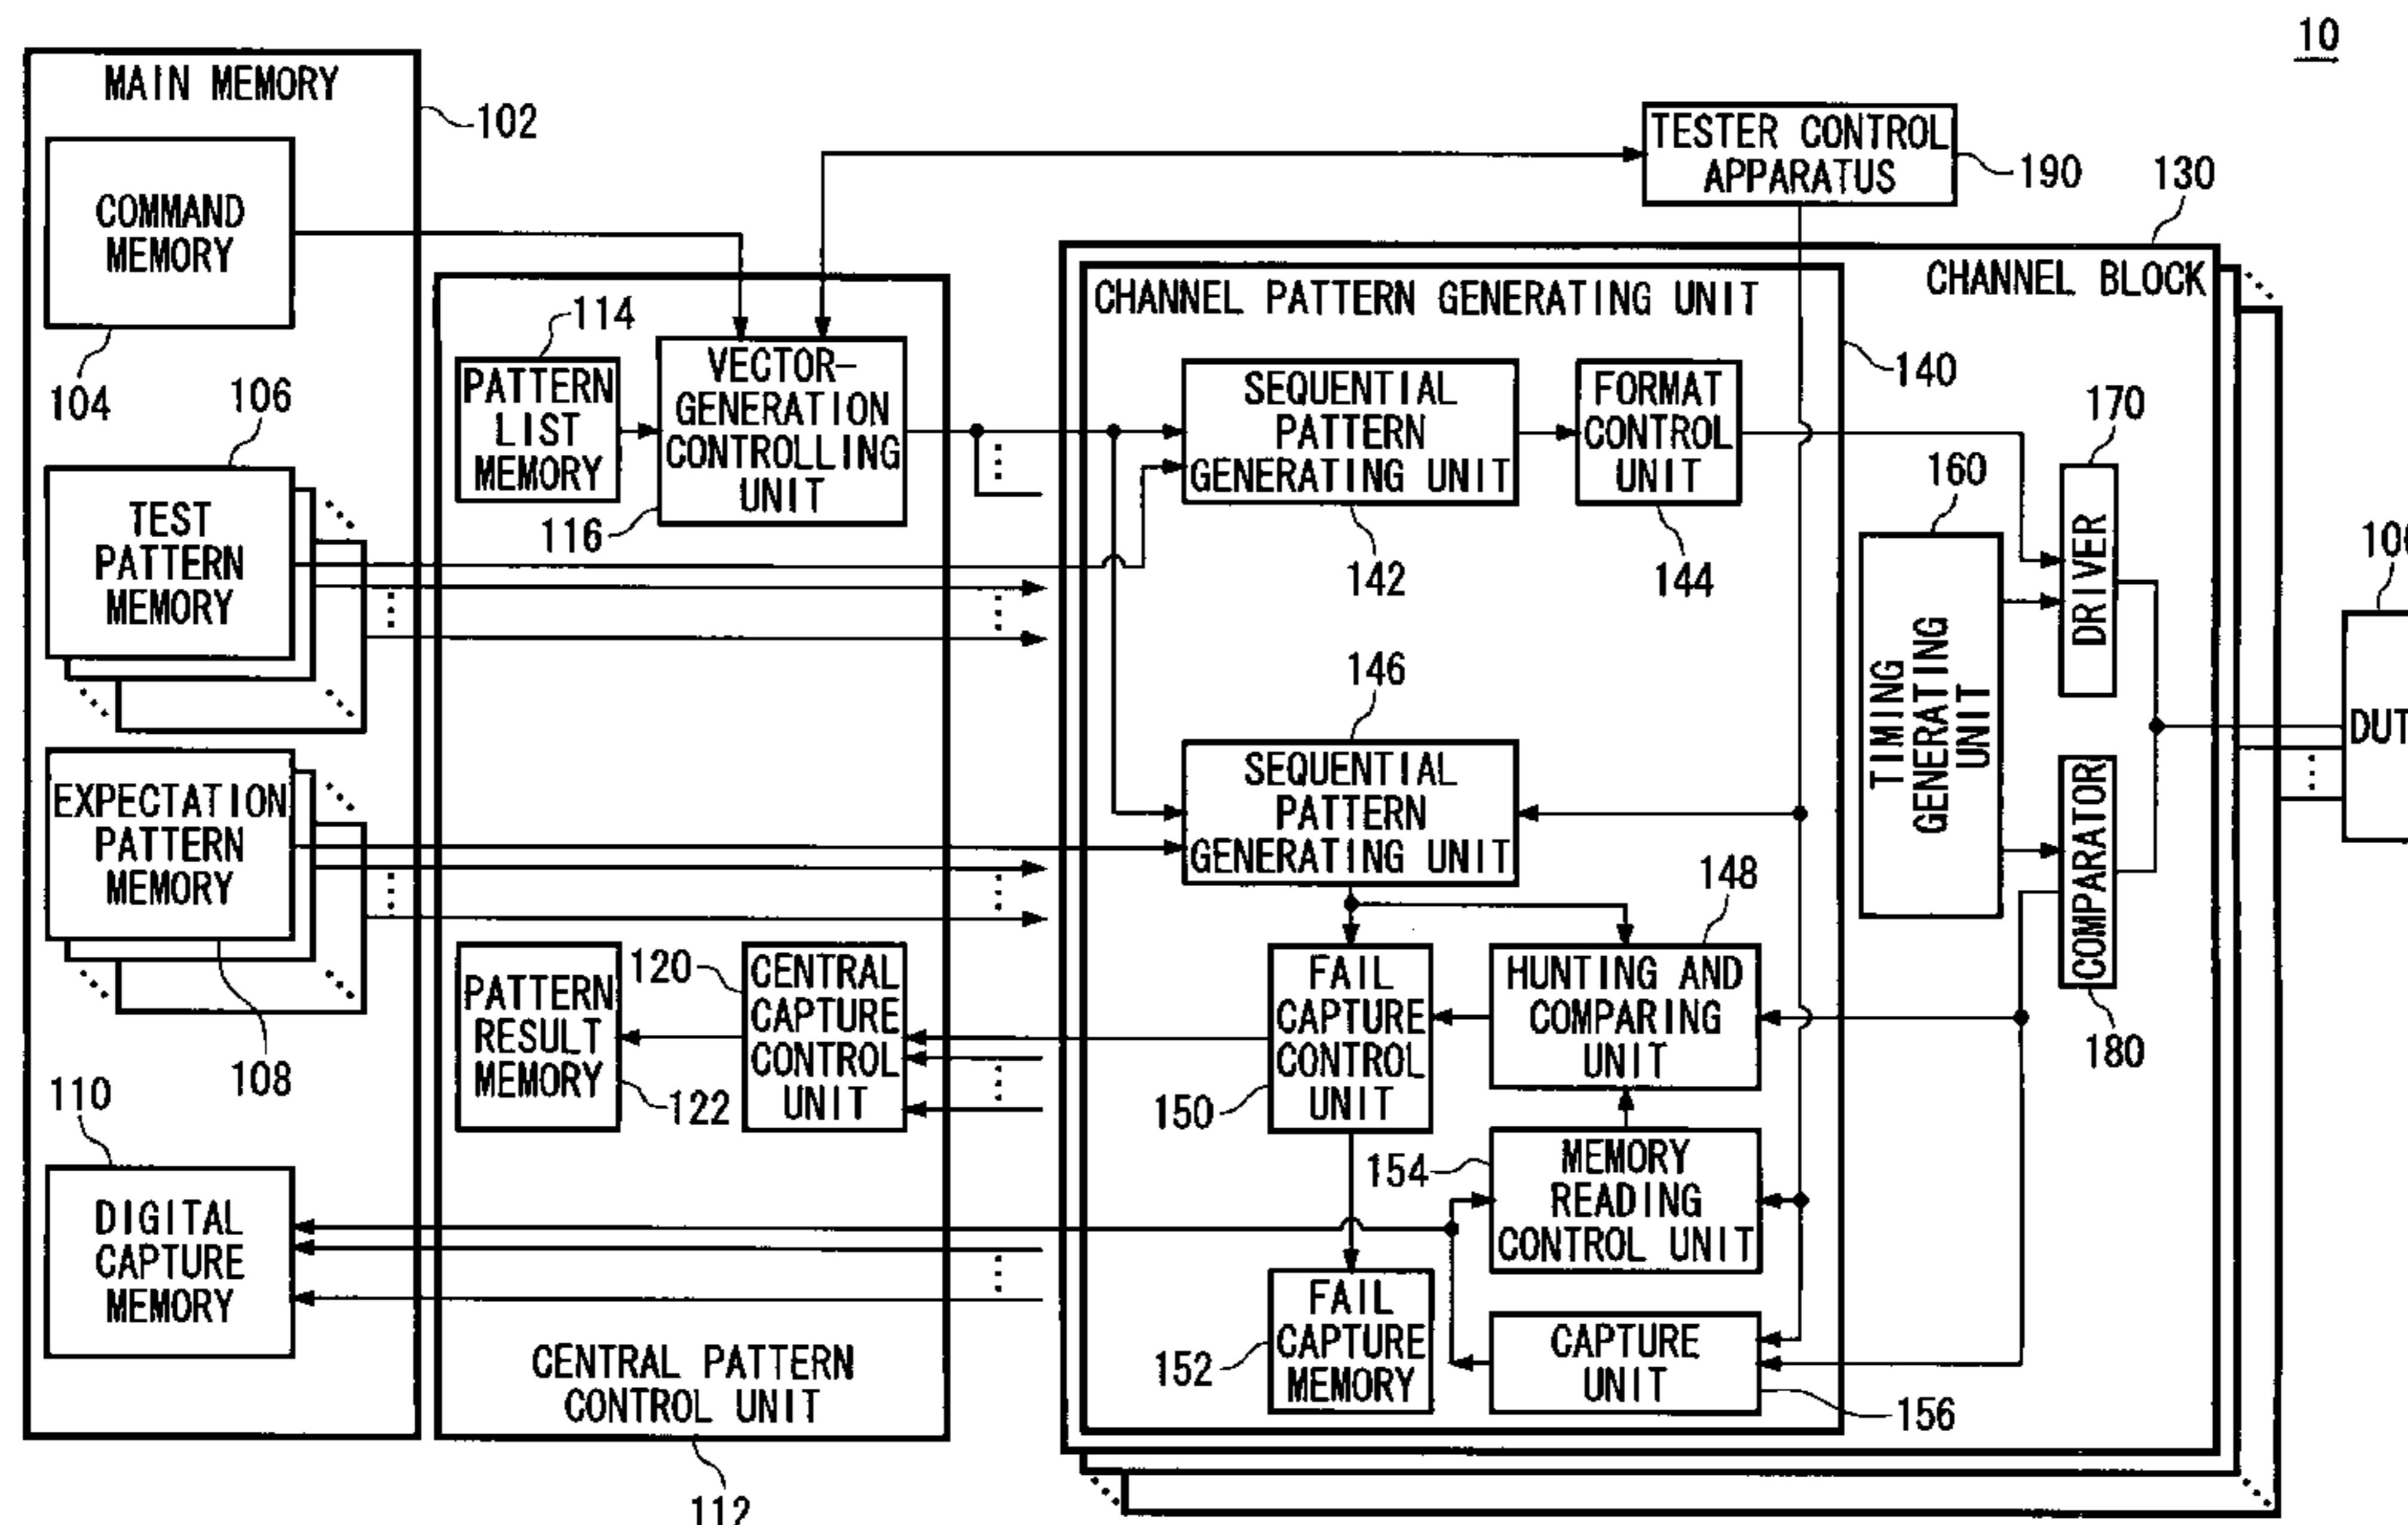 10
MAIN MEMORY
102
COMMAND
MEMORY
104
106
TEST
PATTERN
MEMORY
EXPECTATION
PATTERN
MEMORY
108
110
DIGITAL
CAPTURE
MEMORY
114
PATTERN
LIST
MEMORY
VECTOR-
GENERATION
CONTROLLING
UNIT
116
120
CENTRAL
CAPTURE
CONTROL
UNIT
PATTERN
RESULT
MEMORY
122
CENTRAL PATTERN
CONTROL UNIT
112
TESTER CONTROL
APPARATUS
190
130
CHANNEL BLOCK
CHANNEL PATTERN GENERATING UNIT
140
SEQUENTIAL
PATTERN
GENERATING UNIT
142
FORMAT
CONTROL
UNIT
144
146
SEQUENTIAL
PATTERN
GENERATING UNIT
148
HUNTING AND
COMPARING
UNIT
FAIL
CAPTURE
CONTROL
UNIT
150
154
MEMORY
READING
CONTROL UNIT
FAIL
CAPTURE
MEMORY
152
CAPTURE
UNIT
156
160
TIMING
GENERATING
UNIT
170
DRIVER
COMPARATOR
180
DUT